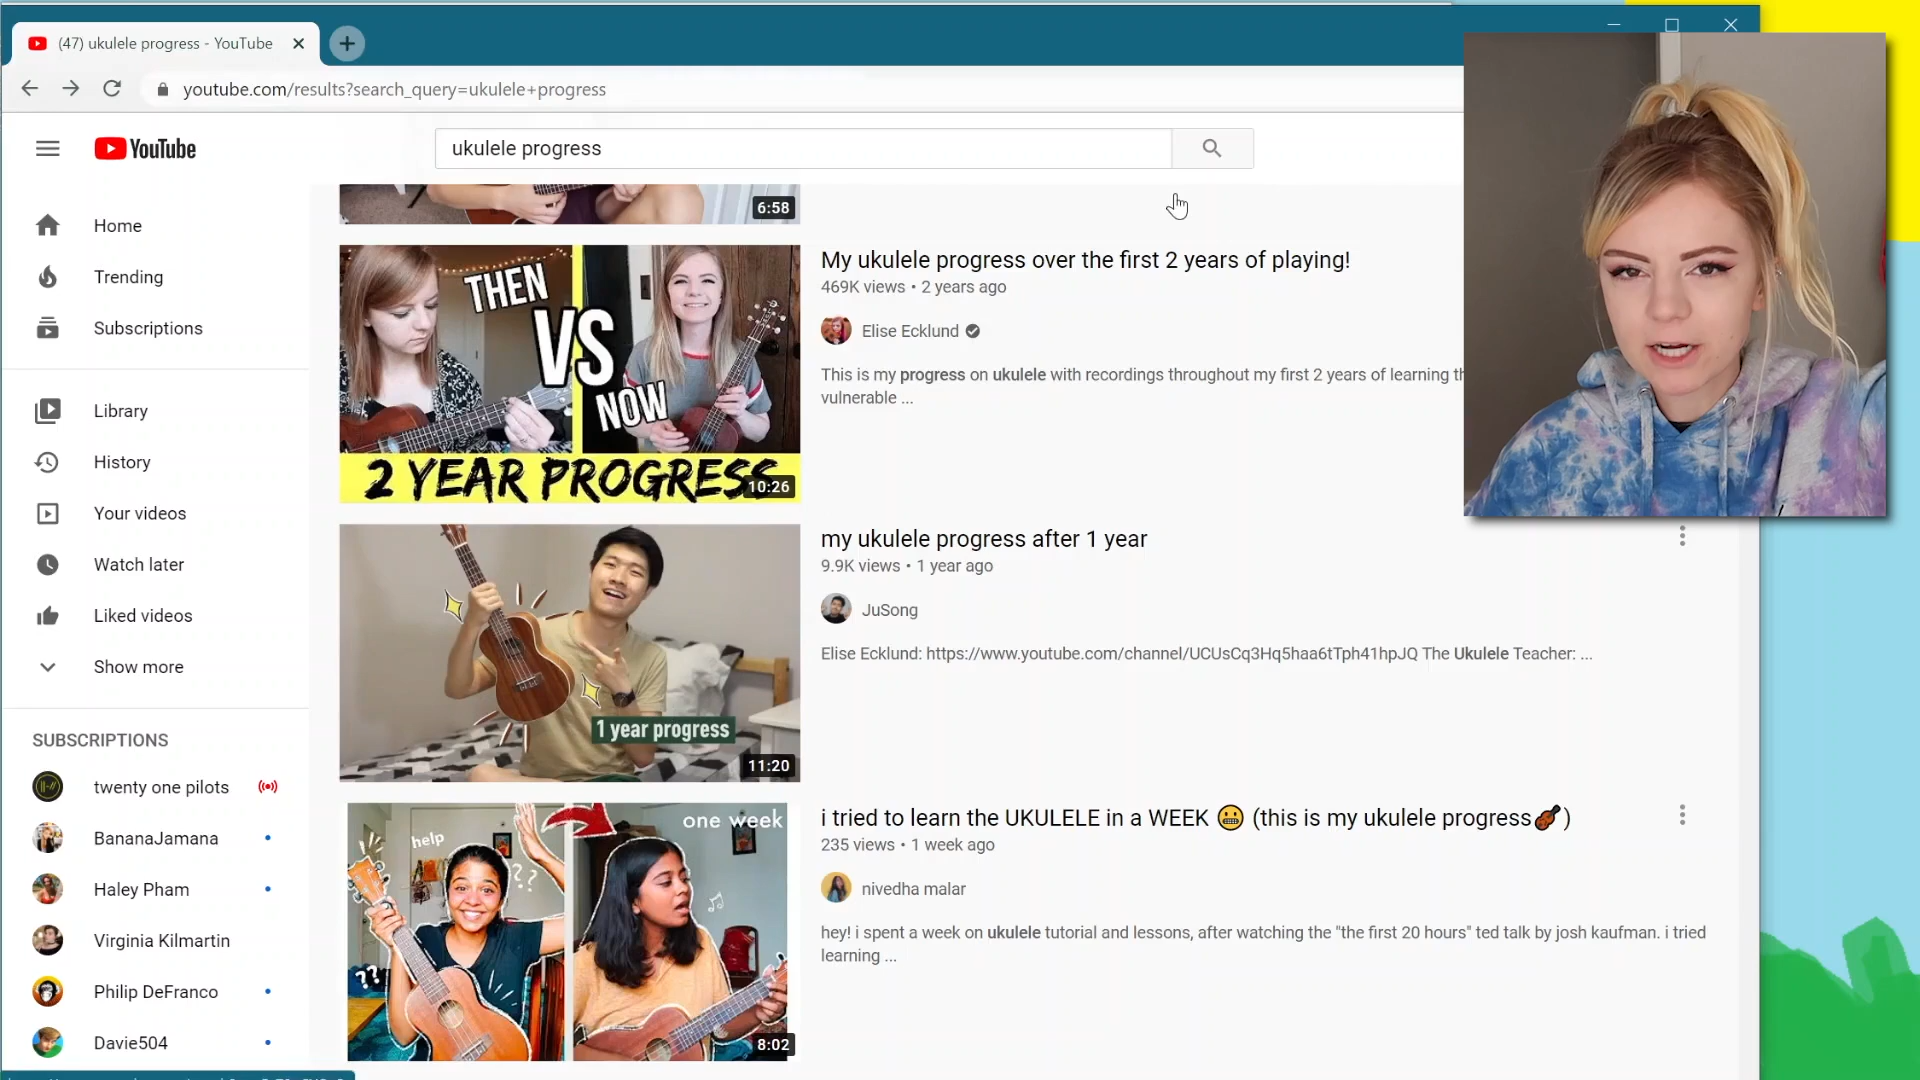 (47) ukulele progress - YouTube
youtube.com/results?search_query=ukulele+progress
YouTube
ukulele progress
Home
Trending
Subscriptions
Library
History
Your videos
Watch later
Liked videos
Show more
SUBSCRIPTIONS
twenty one pilots
BananaJamana
Haley Pham
Virginia Kilmartin
Philip DeFranco
Davie504
6:58
THEN
VS
NOW
2 YEAR PROGRESS
10:26
My ukulele progress over the first 2 years of playing!
469K views • 2 years ago
Elise Ecklund
This is my progress on ukulele with recordings throughout my first 2 years of learning
vulnerable ...
1 year progress
11:20
my ukulele progress after 1 year
9.9K views • 1 year ago
JuSong
Elise Ecklund: https://www.youtube.com/channel/UCUsCq3Hq5haa6tTph41hpJQ The Ukulele Teacher: ...
help
??
??
one week
8:02
i tried to learn the UKULELE in a WEEK 😬 (this is my ukulele progress🎻)
235 views • 1 week ago
nivedha malar
hey! i spent a week on ukulele tutorial and lessons, after watching the "the first 20 hours" ted talk by josh kaufman. i tried
learning ...